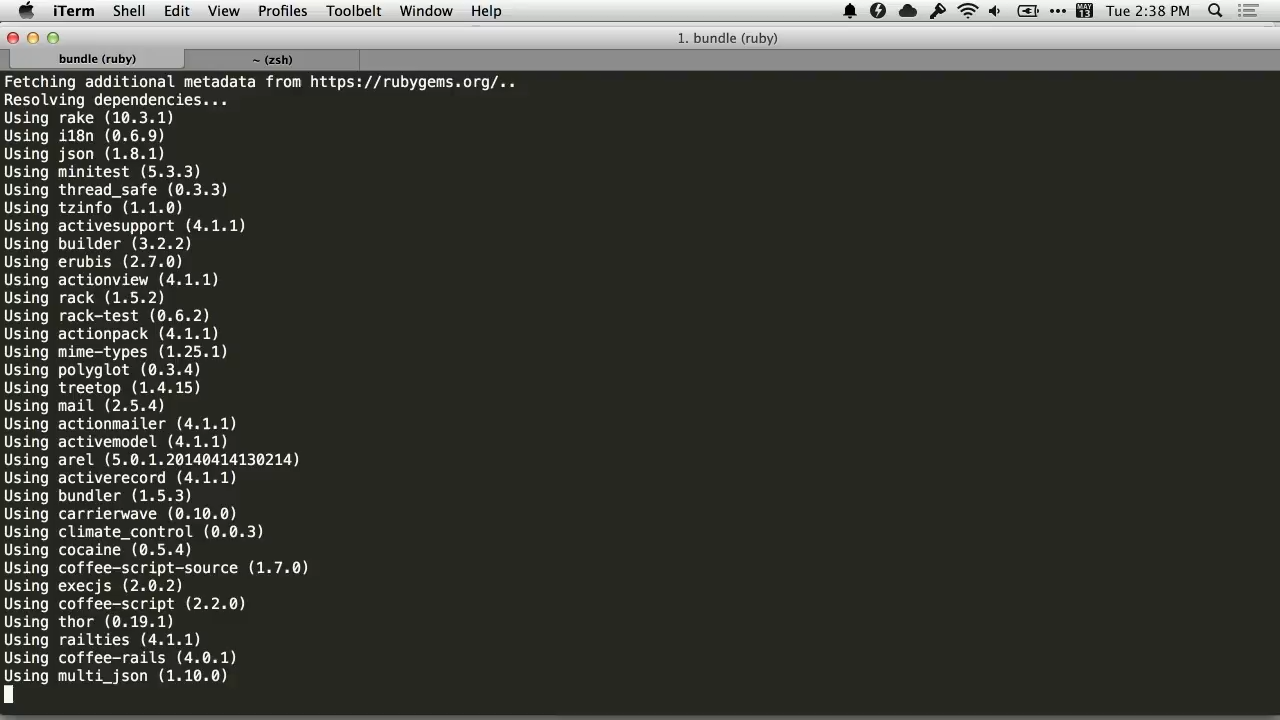 iTerm Shell Edit View Profiles Toolbelt Window Help MAY 13 Tue 2:38 PM
1. bundle (ruby)
bundle (ruby) ~ (zsh)
Fetching additional metadata from https://rubygems.org/..
Resolving dependencies...
Using rake (10.3.1)
Using i18n (0.6.9)
Using json (1.8.1)
Using minitest (5.3.3)
Using thread_safe (0.3.3)
Using tzinfo (1.1.0)
Using activesupport (4.1.1)
Using builder (3.2.2)
Using erubis (2.7.0)
Using actionview (4.1.1)
Using rack (1.5.2)
Using rack-test (0.6.2)
Using actionpack (4.1.1)
Using mime-types (1.25.1)
Using polyglot (0.3.4)
Using treetop (1.4.15)
Using mail (2.5.4)
Using actionmailer (4.1.1)
Using activemodel (4.1.1)
Using arel (5.0.1.20140414130214)
Using activerecord (4.1.1)
Using bundler (1.5.3)
Using carrierwave (0.10.0)
Using climate_control (0.0.3)
Using cocaine (0.5.4)
Using coffee-script-source (1.7.0)
Using execjs (2.0.2)
Using coffee-script (2.2.0)
Using thor (0.19.1)
Using railties (4.1.1)
Using coffee-rails (4.0.1)
Using multi_json (1.10.0)